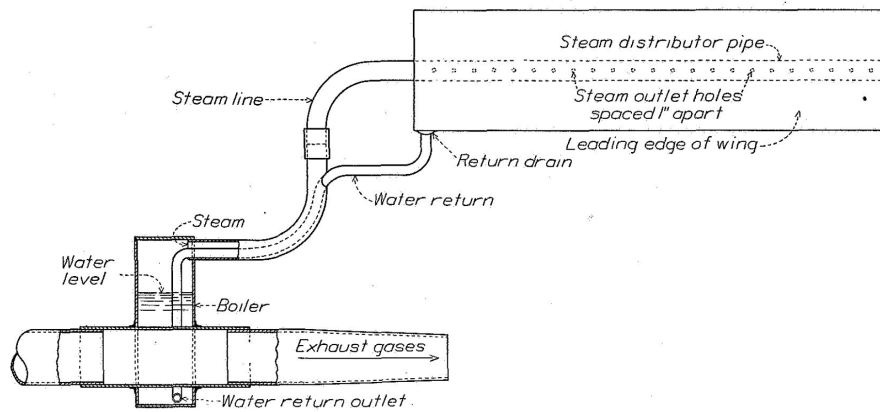 Steam distributor pipe
Steam line
Steam outlet holes
spaced 1" apart
Leading edge of wing
Return drain
Water return
Steam
Water
level
Boiler
Exhaust gases
Water return outlet